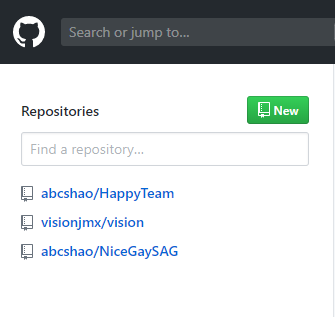 Search or jump to...
Repositories
New
Find a repository...
abcshao/HappyTeam
visionjmx/vision
abcshao/NiceGaySAG